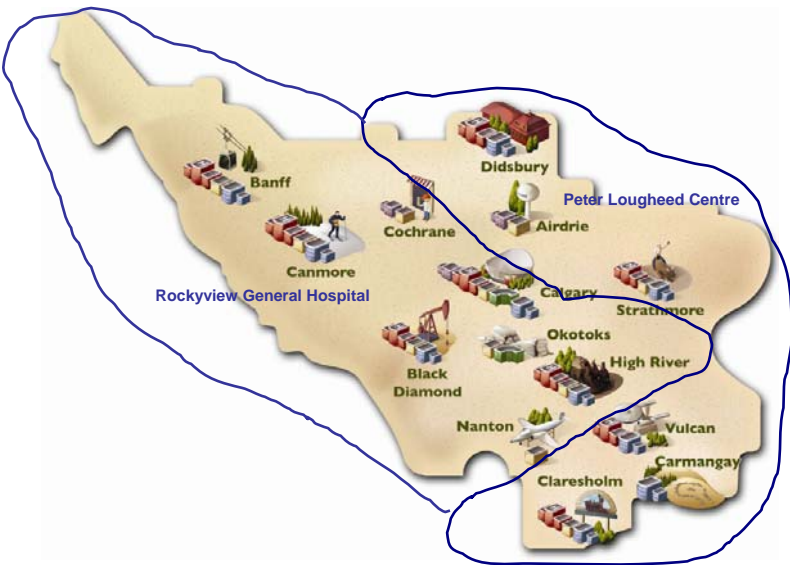 Didsbury
Banff
Peter Lougheed Centre
Cochrane
Airdrie
Canmore
Rockyview General Hospital
Calgary
Strathmore
Okotoks
High River
Black
Diamond
Nanton
Vulcan
Carmangay
Claresholm